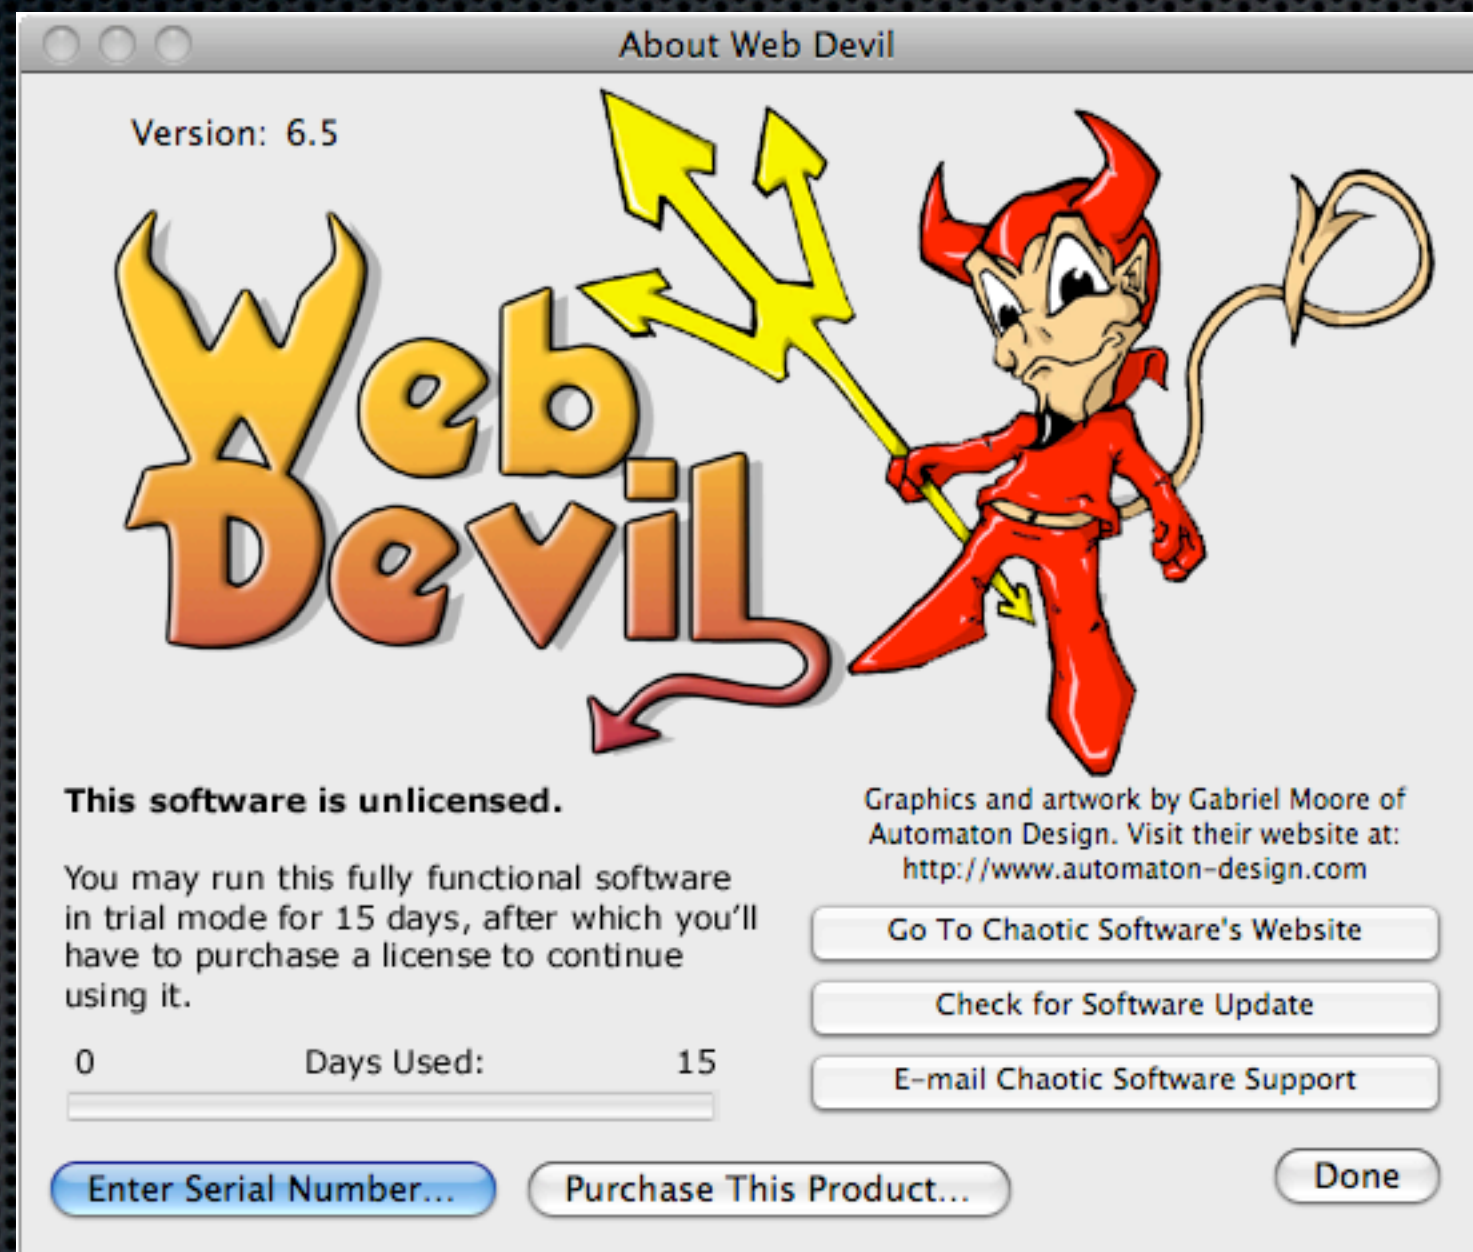 About Web Devil
Version: 6.5
Web
Devil
This software is unlicensed.
You may run this fully functional software
in trial mode for 15 days, after which you'll
have to purchase a license to continue
using it.
0 Days Used: 15
Graphics and artwork by Gabriel Moore of
Automaton Design. Visit their website at:
http://www.automaton-design.com
Go To Chaotic Software's Website
Check for Software Update
E-mail Chaotic Software Support
Enter Serial Number...
Purchase This Product...
Done